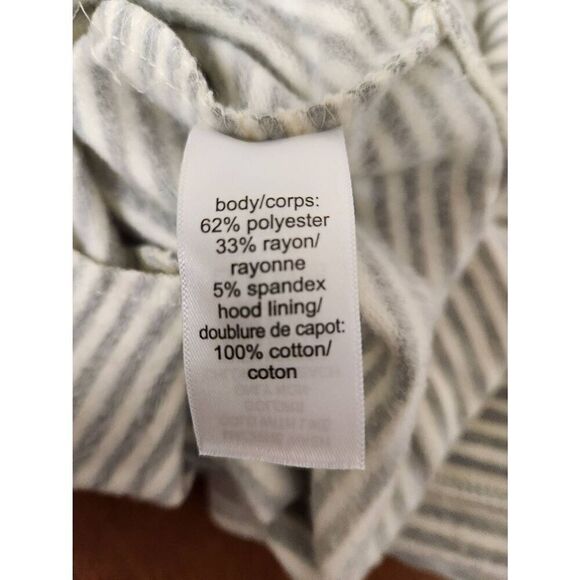 body/corps:
62% polyester
33% rayon/
rayonne
5% spandex
hood lining/
doublure de capot:
100% cotton/
coton